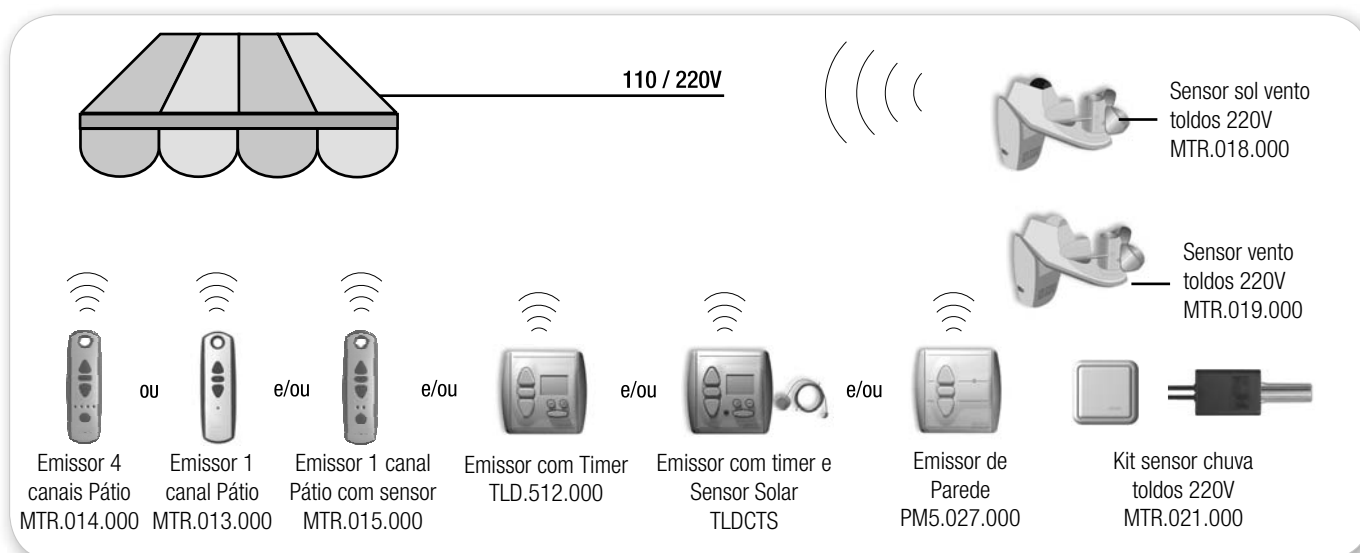 110 / 220V
Sensor sol vento
toldos 220V
MTR.018.000
Sensor vento
toldos 220V
MTR.019.000
ou
e/ou
e/ou
e/ou
e/ou
Emissor 4
canais Pátio
MTR.014.000
Emissor 1
canal Pátio
MTR.013.000
Emissor 1 canal
Pátio com sensor
MTR.015.000
Emissor com Timer
TLD.512.000
Emissor com timer e
Sensor Solar
TLDCTS
Emissor de
Parede
PM5.027.000
Kit sensor chuva
toldos 220V
MTR.021.000